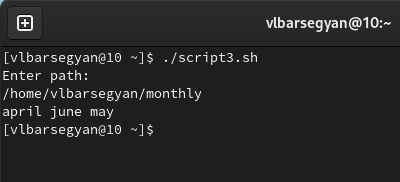 vlbarsegyan@10:~
[vlbarsegyan@10 ~]$ ./script3.sh
Enter path:
/home/vlbarsegyan/monthly
april june may
[vlbarsegyan@10 ~]$